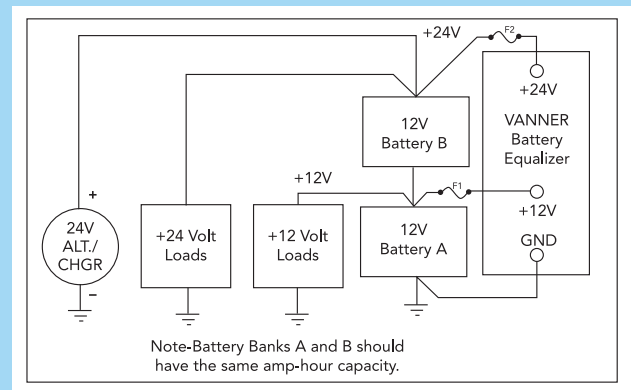 +24V
F2
+24V
VANNER
Battery
Equalizer
12V
Battery B
+12V
F1
+12V
+
24V
ALT./
CHGR
–
+24 Volt
Loads
+12 Volt
Loads
12V
Battery A
GND
Note-Battery Banks A and B should
have the same amp-hour capacity.